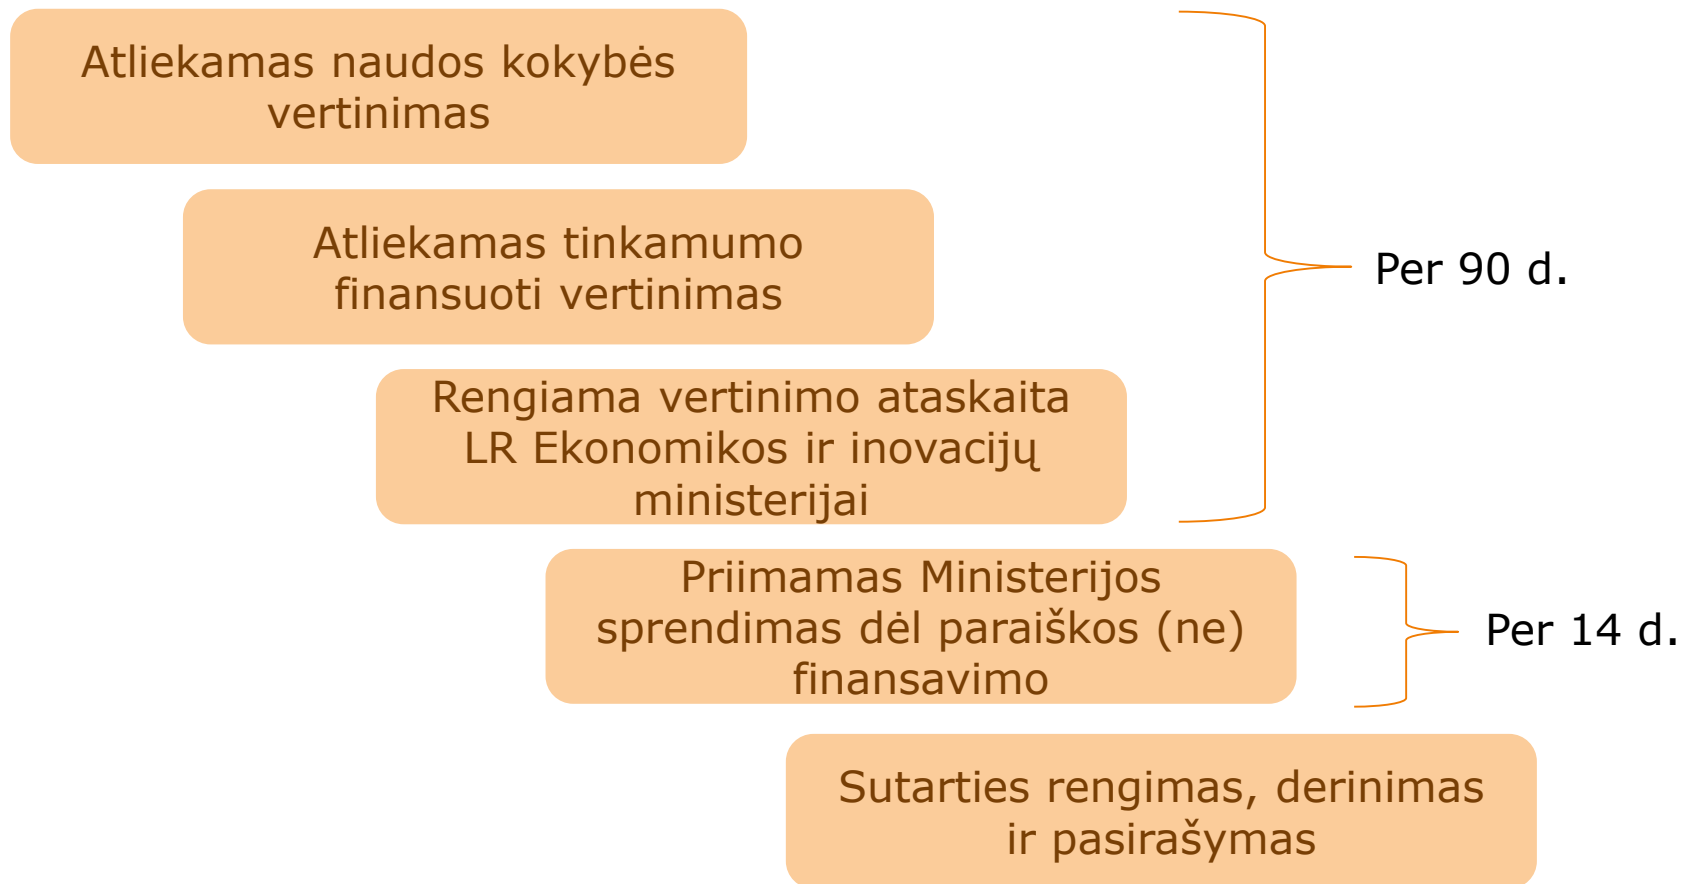 Atliekamas naudos kokybės
vertinimas
Atliekamas tinkamumo
finansuoti vertinimas
Per 90 d.
Rengiama vertinimo ataskaita
LR Ekonomikos ir inovacijų
ministerijai
Priimamas Ministerijos
sprendimas dėl paraiškos (ne)
finansavimo
Per 14 d.
Sutarties rengimas, derinimas
ir pasirašymas